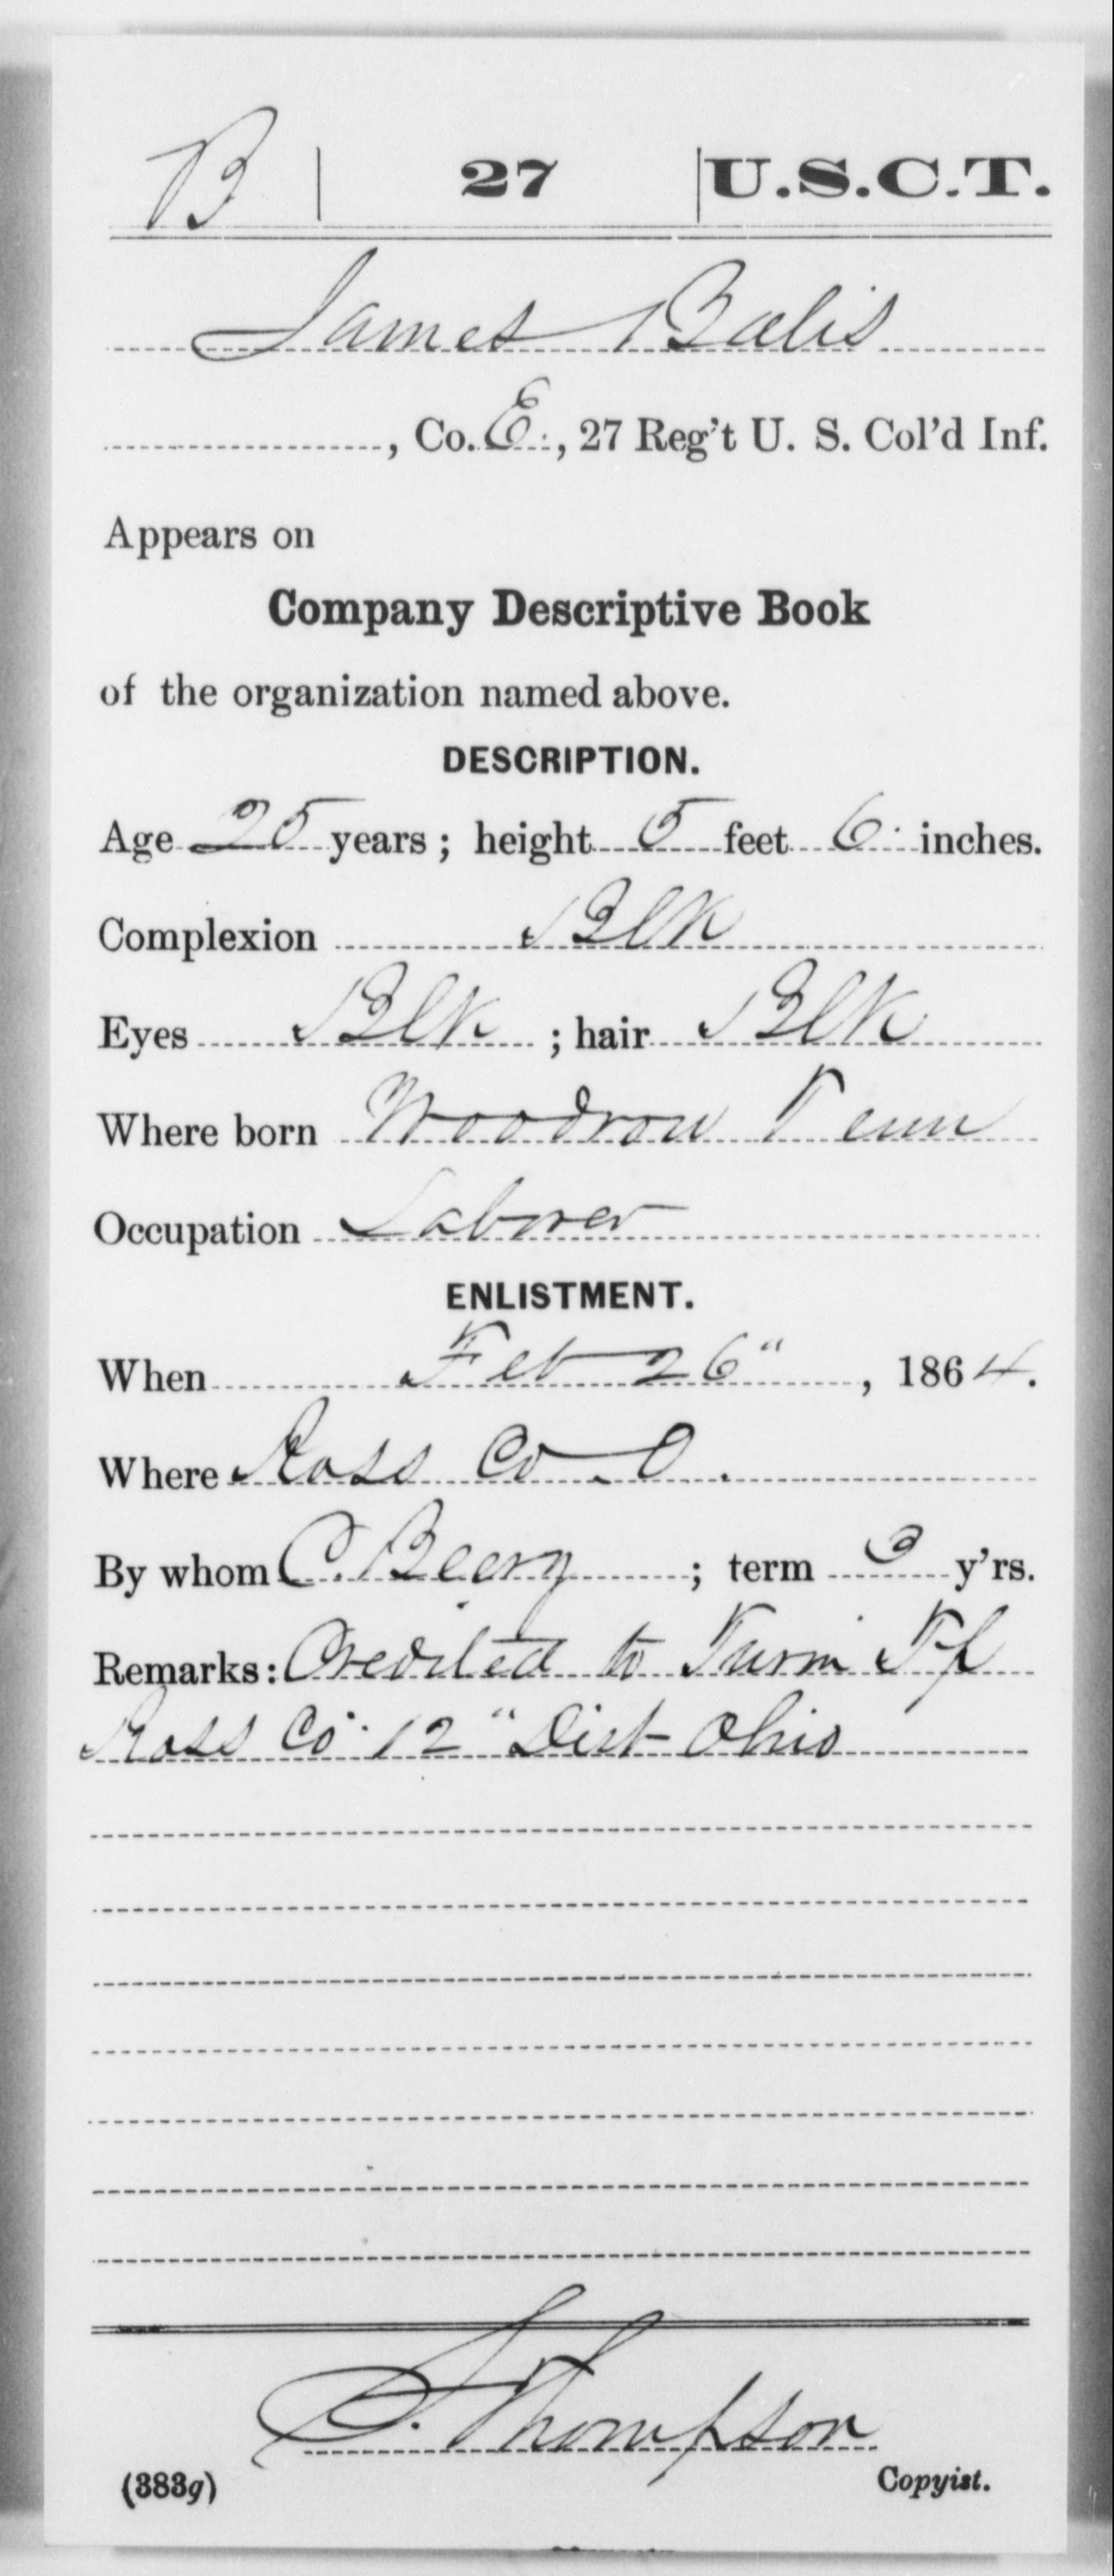 B | 27 | U.S.C.T.
James Balis
, Co. E., 27 Reg't U. S. Col'd Inf.
Appears on
Company Descriptive Book
of the organization named above.
DESCRIPTION.
Age 25 years; height 5 feet 6 inches.
Complexion Blk
Eyes Blk; hair Blk
Where born Woodrow Tenn
Occupation Laborer
ENLISTMENT.
When Feb 26", 1864.
Where Ross Co. O.
By whom C. Beery; term 3 y'rs.
Remarks: Credited to Twin Tp
Ross Co. 12" Dist Ohio
S. Thompson
(383g) Copyist.